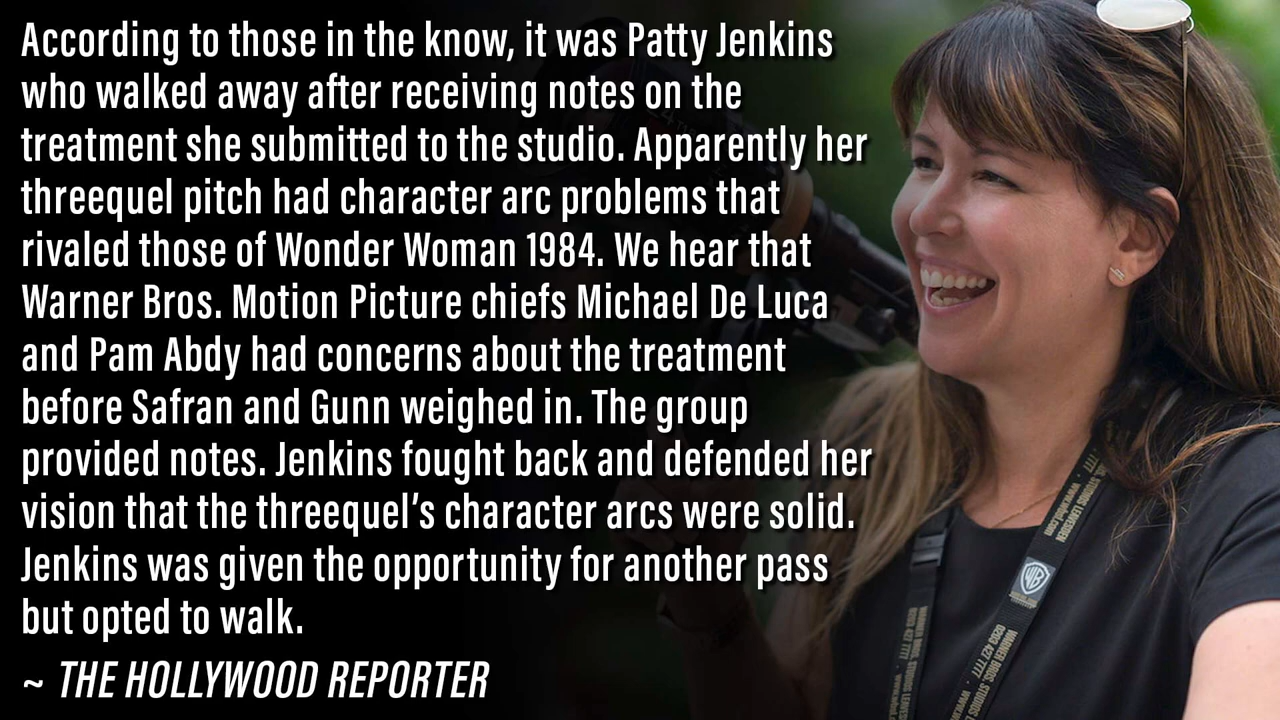 According to those in the know, it was Patty Jenkins
who walked away after receiving notes on the
treatment she submitted to the studio. Apparently her
threequel pitch had character arc problems that
rivaled those of Wonder Woman 1984. We hear that
Warner Bros. Motion Picture chiefs Michael De Luca
and Pam Abdy had concerns about the treatment
before Safran and Gunn weighed in. The group
provided notes. Jenkins fought back and defended her
vision that the threequel’s character arcs were solid.
Jenkins was given the opportunity for another pass
but opted to walk.
~ THE HOLLYWOOD REPORTER
WB